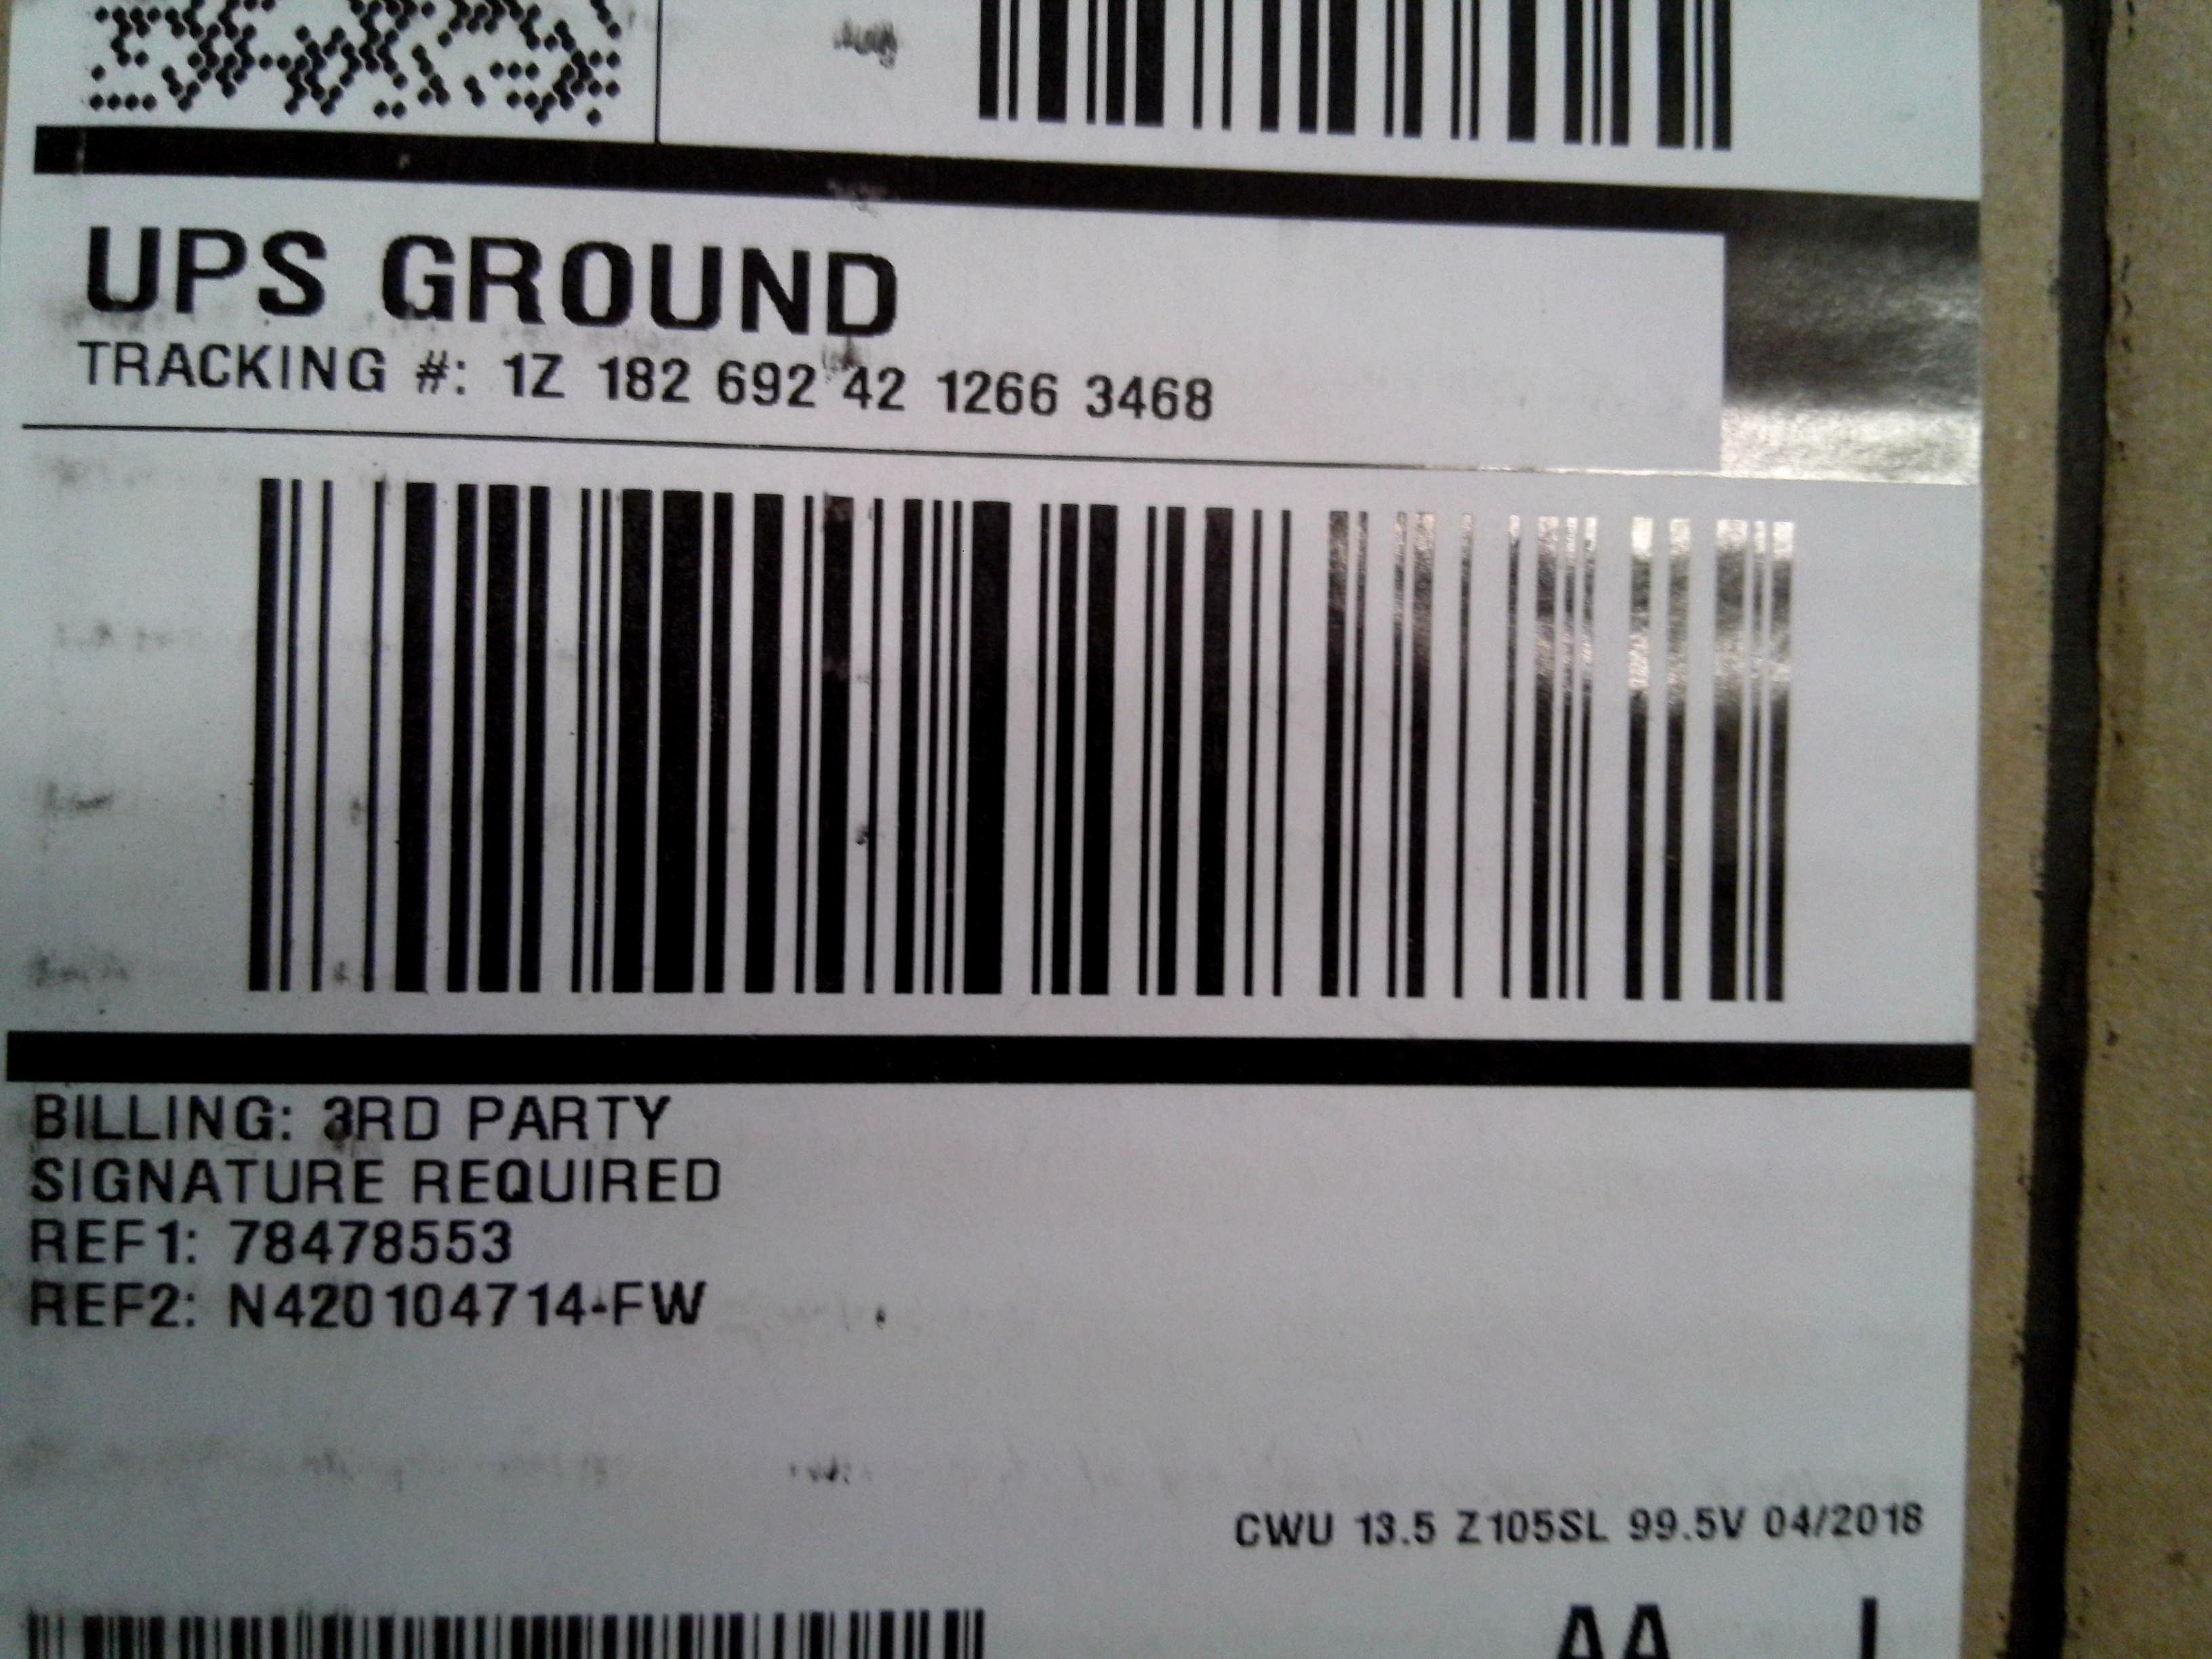 UPS GROUND
TRACKING #: 1Z 182 692 42 1266 3468
BILLING: 3RD PARTY
SIGNATURE REQUIRED
REF1: 78478553
REF2: N420104714-FW
CWU 13.5 Z105SL 99.5V 04/2018
AA